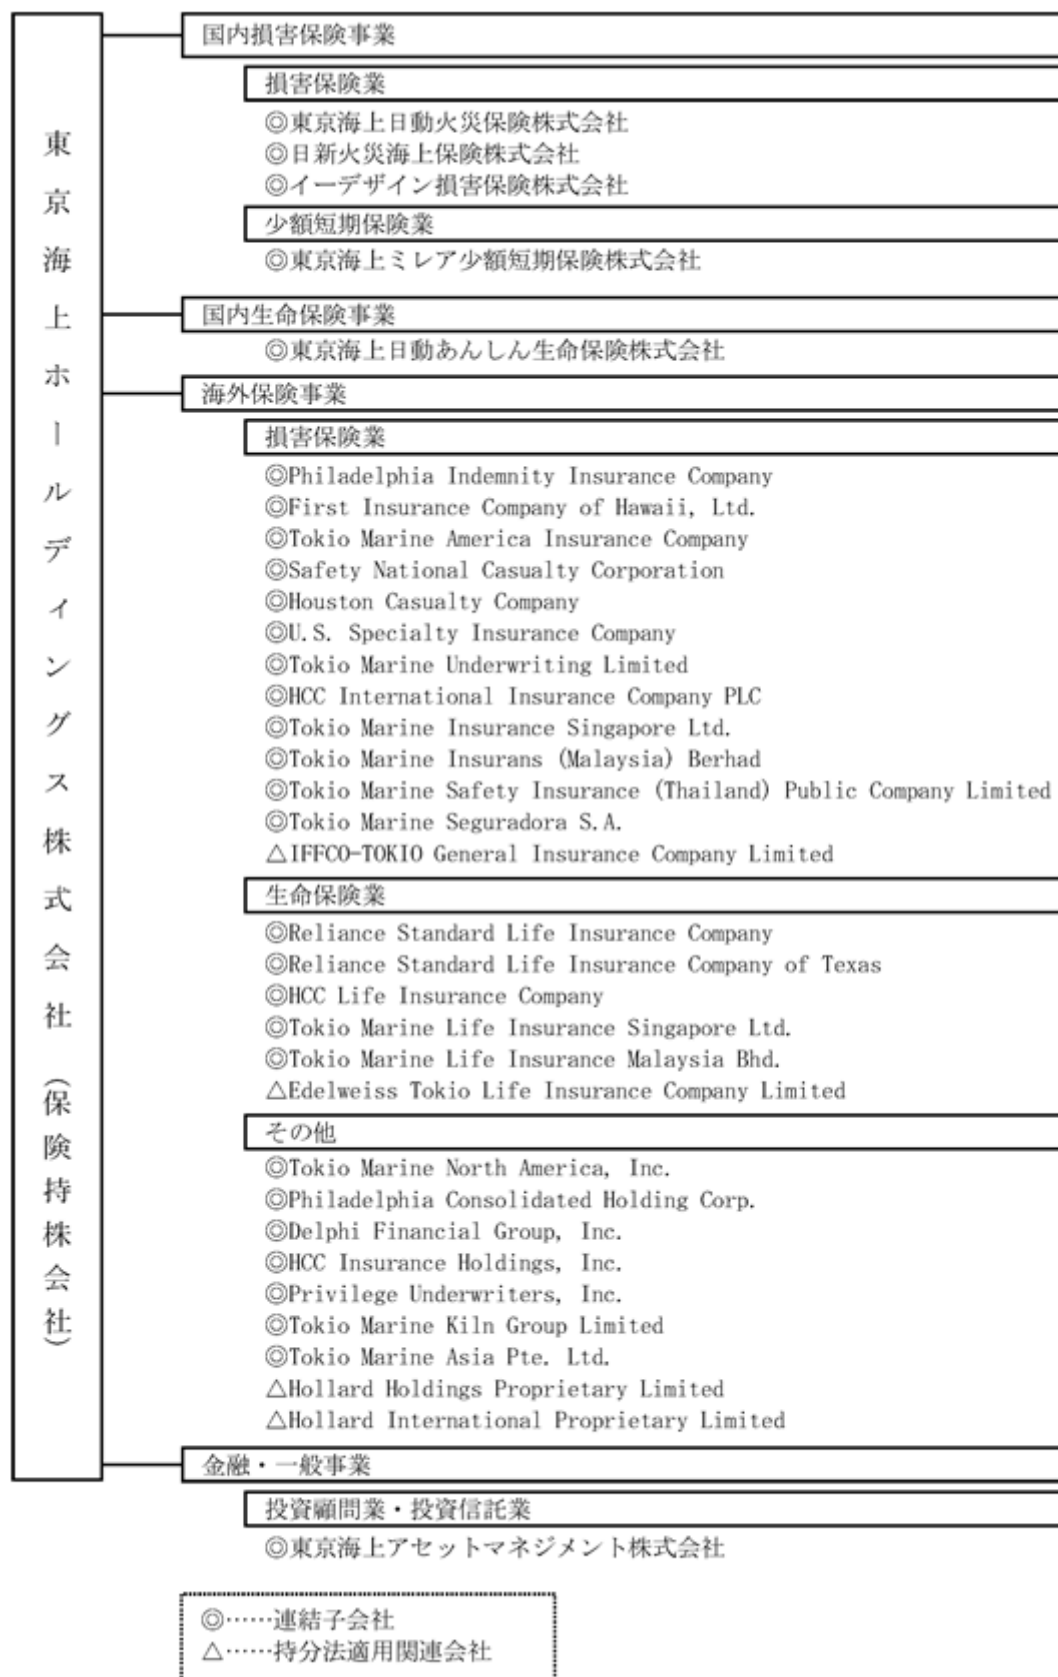 東京海上ホールディングス株式会社(保険持株会社)
国内損害保険事業
損害保険業
◎東京海上日動火災保険株式会社
◎日新火災海上保険株式会社
◎イーデザイン損害保険株式会社
少額短期保険業
◎東京海上ミレア少額短期保険株式会社
国内生命保険事業
◎東京海上日動あんしん生命保険株式会社
海外保険事業
損害保険業
◎Philadelphia Indemnity Insurance Company
◎First Insurance Company of Hawaii, Ltd.
◎Tokio Marine America Insurance Company
◎Safety National Casualty Corporation
◎Houston Casualty Company
◎U.S. Specialty Insurance Company
◎Tokio Marine Underwriting Limited
◎HCC International Insurance Company PLC
◎Tokio Marine Insurance Singapore Ltd.
◎Tokio Marine Insurans (Malaysia) Berhad
◎Tokio Marine Safety Insurance (Thailand) Public Company Limited
◎Tokio Marine Seguradora S.A.
△IFFCO-TOKIO General Insurance Company Limited
生命保険業
◎Reliance Standard Life Insurance Company
◎Reliance Standard Life Insurance Company of Texas
◎HCC Life Insurance Company
◎Tokio Marine Life Insurance Singapore Ltd.
◎Tokio Marine Life Insurance Malaysia Bhd.
△Edelweiss Tokio Life Insurance Company Limited
その他
◎Tokio Marine North America, Inc.
◎Philadelphia Consolidated Holding Corp.
◎Delphi Financial Group, Inc.
◎HCC Insurance Holdings, Inc.
◎Privilege Underwriters, Inc.
◎Tokio Marine Kiln Group Limited
◎Tokio Marine Asia Pte. Ltd.
△Hollard Holdings Proprietary Limited
△Hollard International Proprietary Limited
金融・一般事業
投資顧問業・投資信託業
◎東京海上アセットマネジメント株式会社
◎……連結子会社
△……持分法適用関連会社